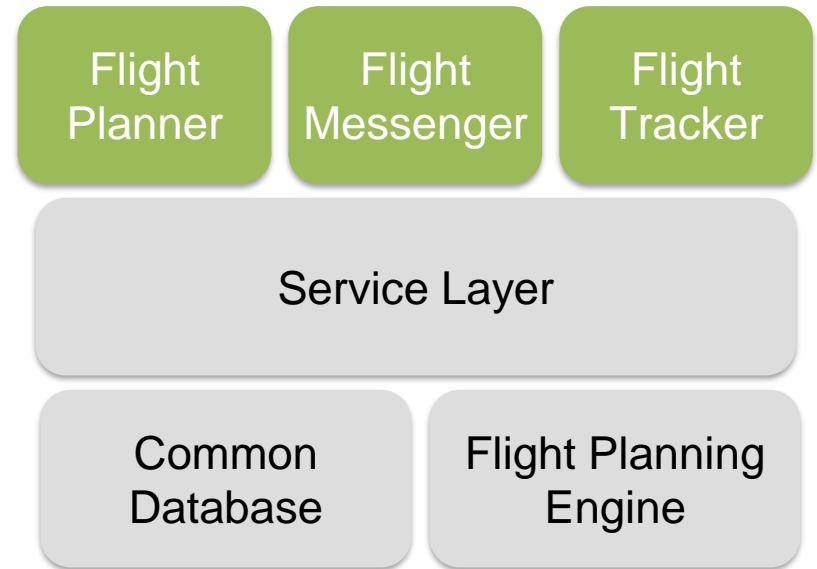 Flight
Planner
Flight
Messenger
Flight
Tracker
Service Layer
Common
Database
Flight Planning
Engine